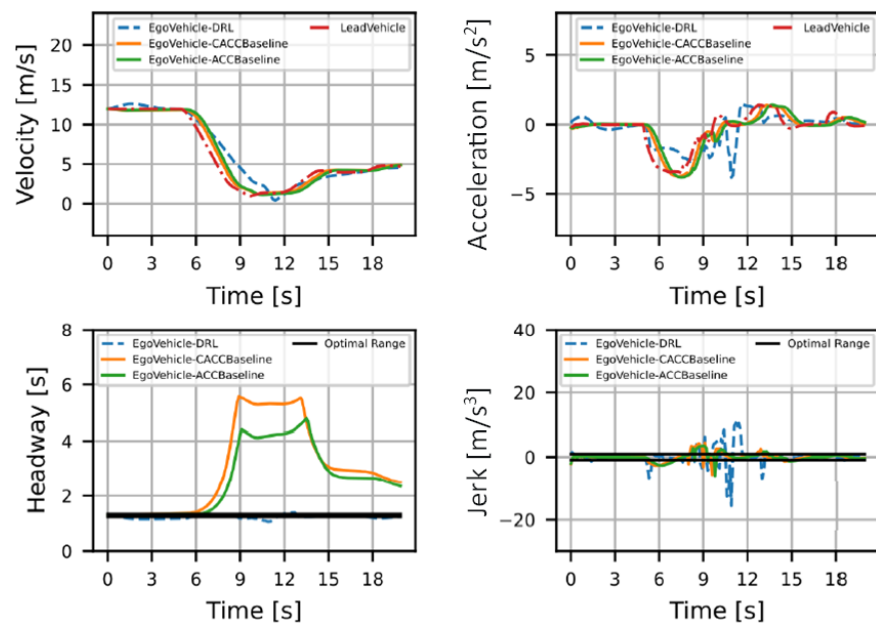 EgoVehicle-DRL LeadVehicle
EgoVehicle-CACCBaseline
EgoVehicle-ACCBaseline
Velocity [m/s]
20
15
10
5
0
0 3 6 9 12 15 18
Time [s]
EgoVehicle-DRL LeadVehicle
EgoVehicle-CACCBaseline
EgoVehicle-ACCBaseline
Acceleration [m/s²]
5
0
−5
0 3 6 9 12 15 18
Time [s]
EgoVehicle-DRL Optimal Range
EgoVehicle-CACCBaseline
EgoVehicle-ACCBaseline
Headway [s]
8
6
4
2
0
0 3 6 9 12 15 18
Time [s]
EgoVehicle-DRL Optimal Range
EgoVehicle-CACCBaseline
EgoVehicle-ACCBaseline
Jerk [m/s³]
40
20
0
−20
0 3 6 9 12 15 18
Time [s]